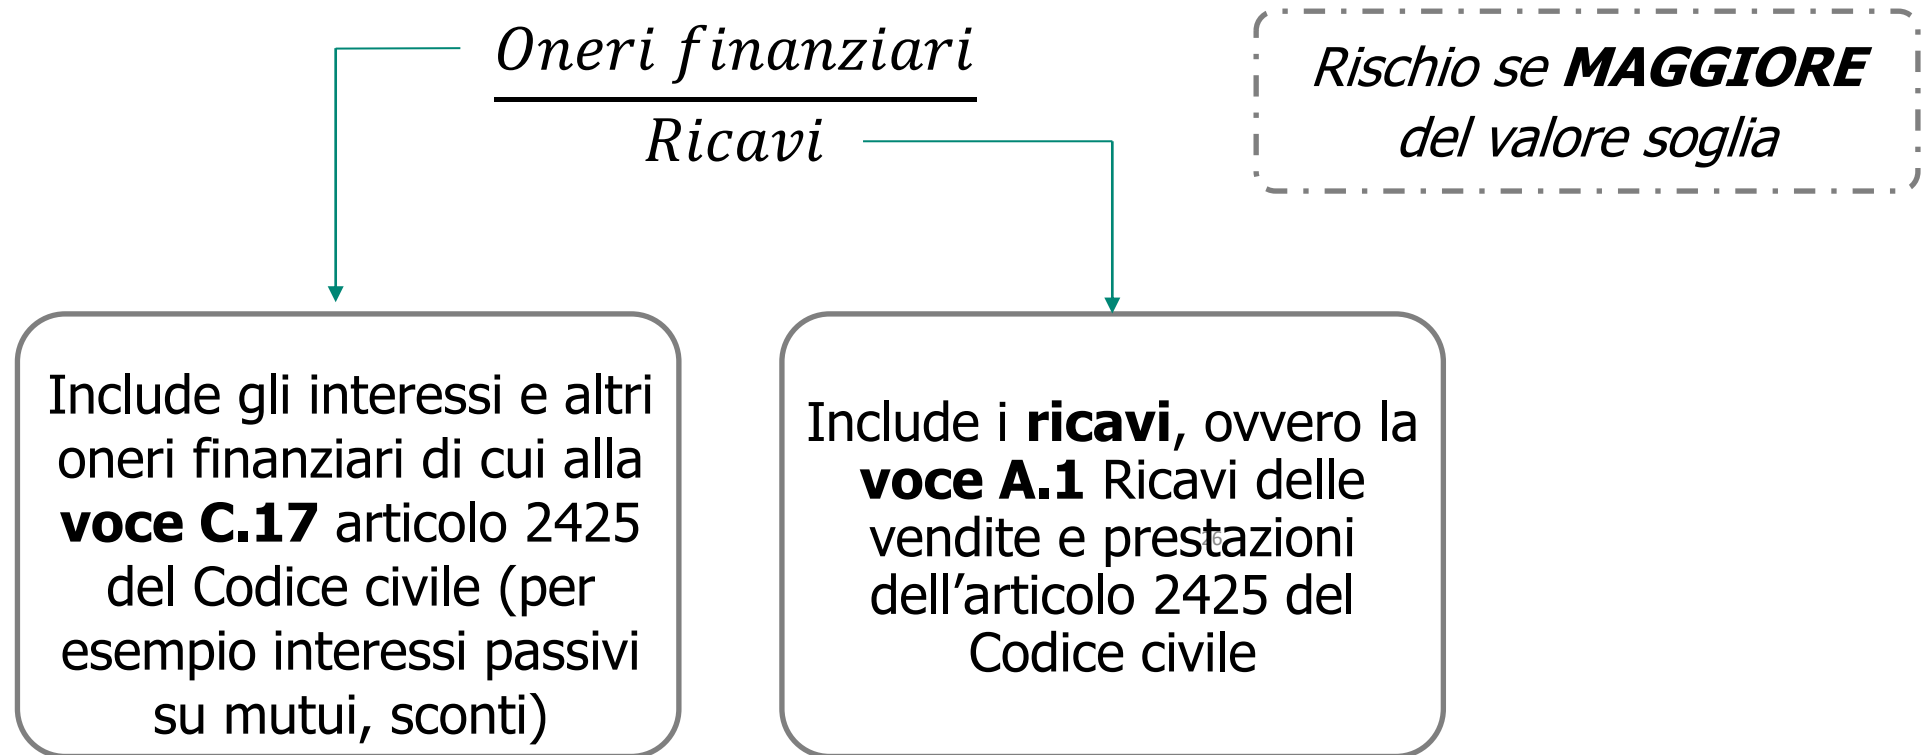 Oneri finanziari
Ricavi
Rischio se MAGGIORE
del valore soglia
Include gli interessi e altri
oneri finanziari di cui alla
voce C.17 articolo 2425
del Codice civile (per
esempio interessi passivi
su mutui, sconti)
Include i ricavi, ovvero la
voce A.1 Ricavi delle
vendite e prestazioni
dell’articolo 2425 del
Codice civile
26